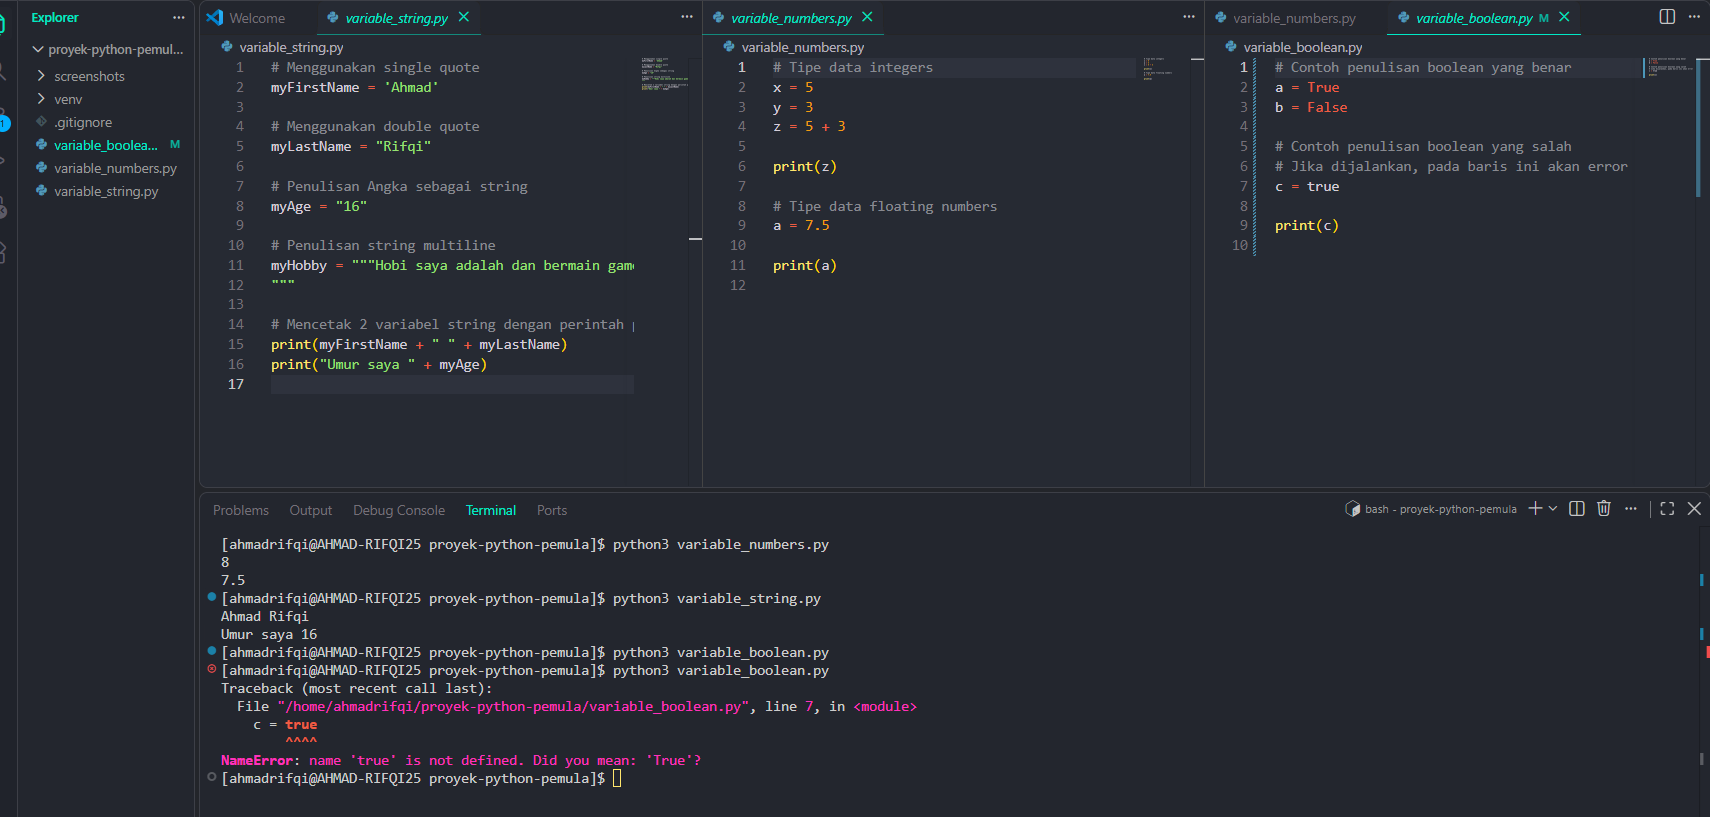 Explorer
proyek-python-pemul...
screenshots
venv
.gitignore
variable_boolea... M
variable_numbers.py
variable_string.py
Welcome
variable_string.py
variable_string.py
1 # Menggunakan single quote
2 myFirstName = 'Ahmad'
3
4 # Menggunakan double quote
5 myLastName = "Rifqi"
6
7 # Penulisan Angka sebagai string
8 myAge = "16"
9
10 # Penulisan string multiline
11 myHobby = """Hobi saya adalah dan bermain game
12 """
13
14 # Mencetak 2 variabel string dengan perintah p
15 print(myFirstName + " " + myLastName)
16 print("Umur saya " + myAge)
17
variable_numbers.py
variable_numbers.py
1 # Tipe data integers
2 x = 5
3 y = 3
4 z = 5 + 3
5
6 print(z)
7
8 # Tipe data floating numbers
9 a = 7.5
10
11 print(a)
12
variable_numbers.py
variable_boolean.py M
variable_boolean.py
1 # Contoh penulisan boolean yang benar
2 a = True
3 b = False
4
5 # Contoh penulisan boolean yang salah
6 # Jika dijalankan, pada baris ini akan error
7 c = true
8
9 print(c)
10
Problems Output Debug Console Terminal Ports
bash - proyek-python-pemula
[ahmadrifqi@AHMAD-RIFQI25 proyek-python-pemula]$ python3 variable_numbers.py
8
7.5
[ahmadrifqi@AHMAD-RIFQI25 proyek-python-pemula]$ python3 variable_string.py
Ahmad Rifqi
Umur saya 16
[ahmadrifqi@AHMAD-RIFQI25 proyek-python-pemula]$ python3 variable_boolean.py
[ahmadrifqi@AHMAD-RIFQI25 proyek-python-pemula]$ python3 variable_boolean.py
Traceback (most recent call last):
File "/home/ahmadrifqi/proyek-python-pemula/variable_boolean.py", line 7, in <module>
c = true
^^^^
NameError: name 'true' is not defined. Did you mean: 'True'?
[ahmadrifqi@AHMAD-RIFQI25 proyek-python-pemula]$